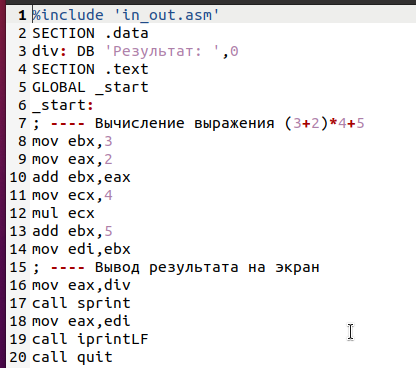 1 %include 'in_out.asm'
2 SECTION .data
3 div: DB 'Результат: ',0
4 SECTION .text
5 GLOBAL _start
6 _start:
7 ; ---- Вычисление выражения (3+2)*4+5
8 mov ebx,3
9 mov eax,2
10 add ebx,eax
11 mov ecx,4
12 mul ecx
13 add ebx,5
14 mov edi,ebx
15 ; ---- Вывод результата на экран
16 mov eax,div
17 call sprint
18 mov eax,edi
19 call iprintLF
20 call quit